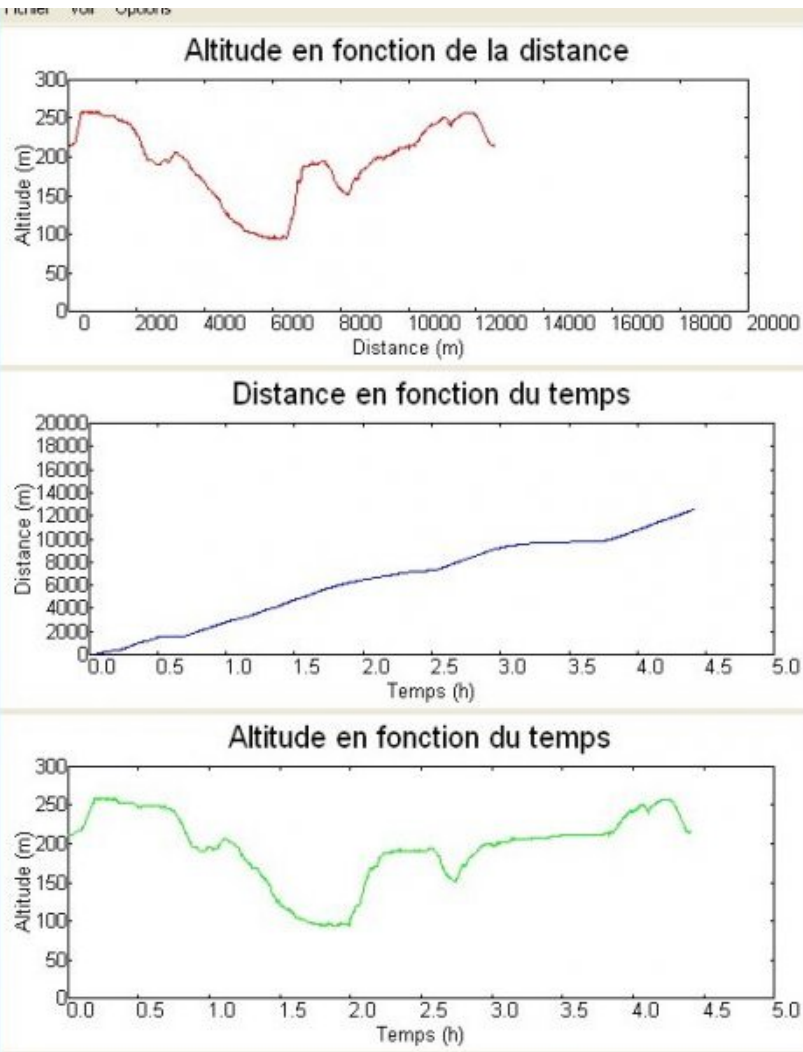 Fichier Voir Options
Altitude en fonction de la distance
300
250
200
150
100
50
0
Altitude (m)
0 2000 4000 6000 8000 10000 12000 14000 16000 18000 20000
Distance (m)
Distance en fonction du temps
20000
18000
16000
14000
12000
10000
8000
6000
4000
2000
0
Distance (m)
0.0 0.5 1.0 1.5 2.0 2.5 3.0 3.5 4.0 4.5 5.0
Temps (h)
Altitude en fonction du temps
300
250
200
150
100
50
0
Altitude (m)
0.0 0.5 1.0 1.5 2.0 2.5 3.0 3.5 4.0 4.5 5.0
Temps (h)